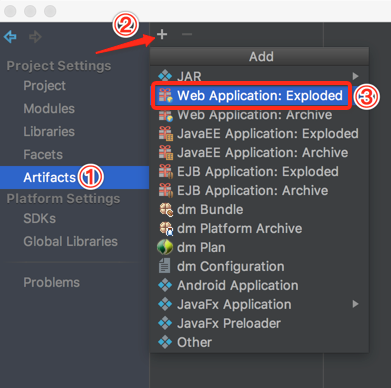 ②
Add
Project Settings
Project
Modules
Libraries
Facets
Artifacts ①
Platform Settings
SDKs
Global Libraries
Problems
JAR
Web Application: Exploded ③
Web Application: Archive
JavaEE Application: Exploded
JavaEE Application: Archive
EJB Application: Exploded
EJB Application: Archive
dm Bundle
dm Platform Archive
dm Plan
dm Configuration
Android Application
JavaFx Application
JavaFx Preloader
Other